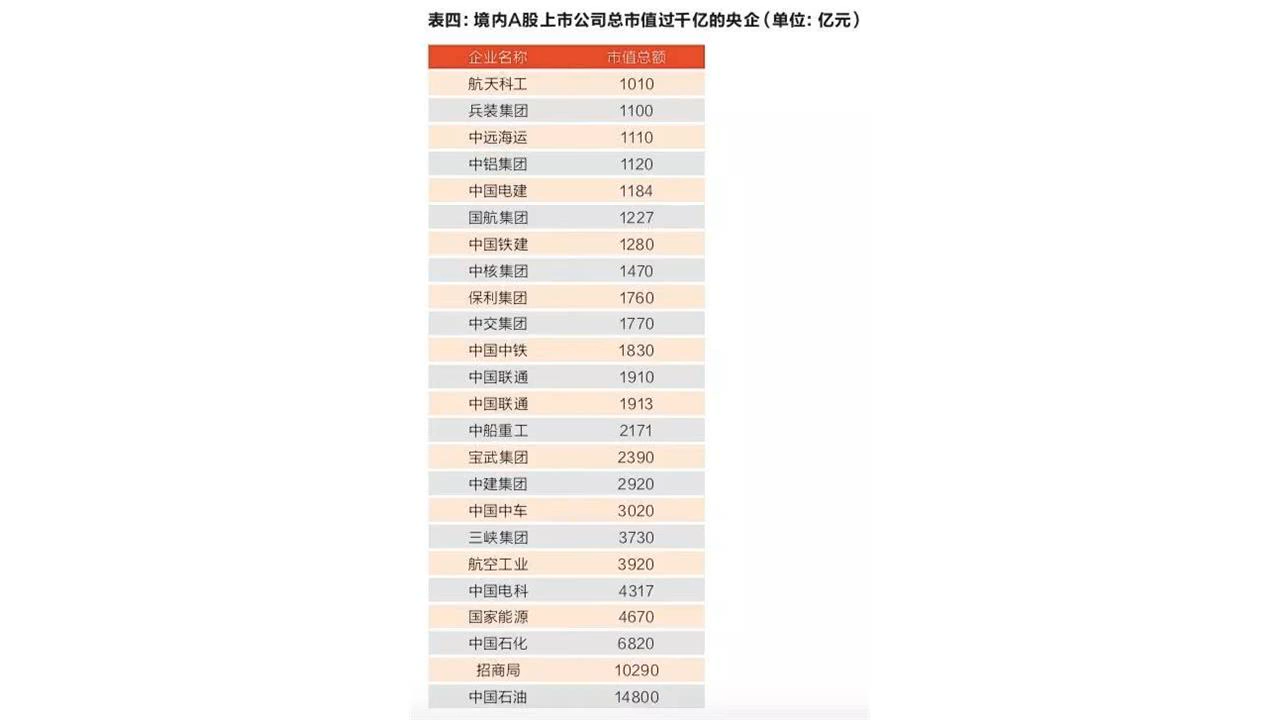 表四：境内A股上市公司总市值过千亿的央企（单位：亿元）
企业名称 市值总额
航天科工 1010
兵装集团 1100
中远海运 1110
中铝集团 1120
中国电建 1184
国航集团 1227
中国铁建 1280
中核集团 1470
保利集团 1760
中交集团 1770
中国中铁 1830
中国联通 1910
中国联通 1913
中船重工 2171
宝武集团 2390
中建集团 2920
中国中车 3020
三峡集团 3730
航空工业 3920
中国电科 4317
国家能源 4670
中国石化 6820
招商局 10290
中国石油 14800